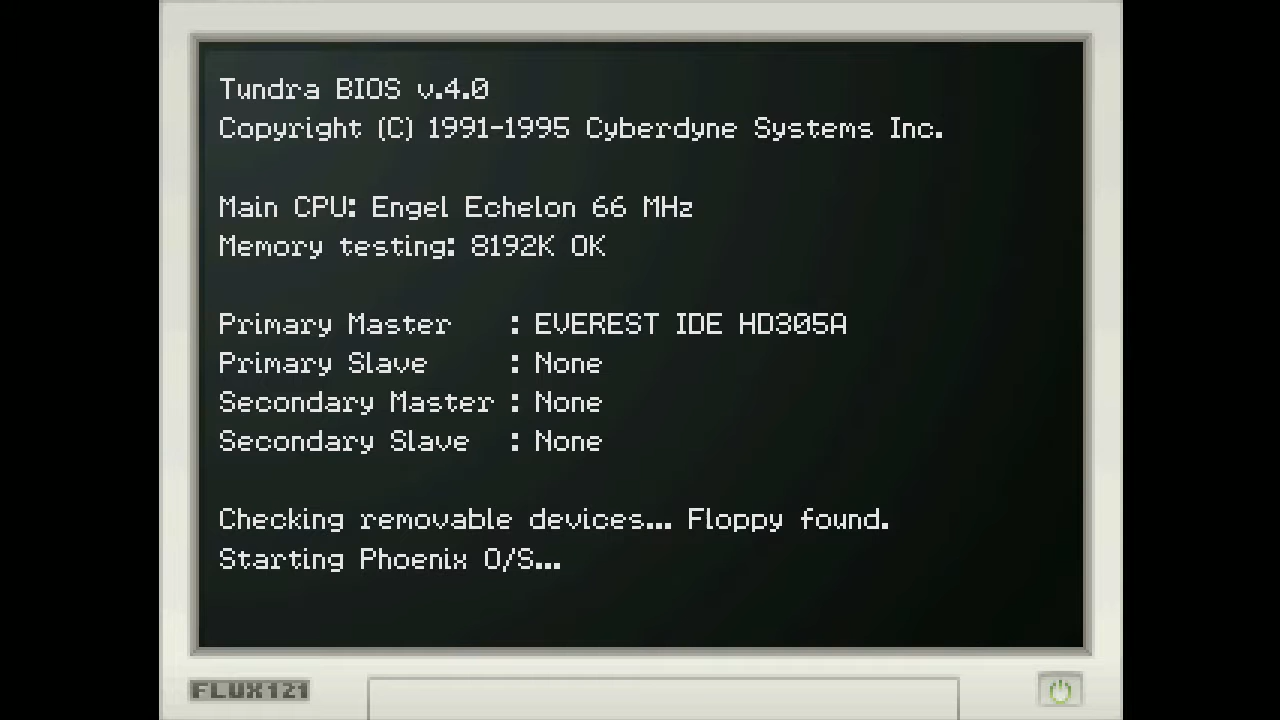 Tundra BIOS v.4.0
Copyright (C) 1991-1995 Cyberdyne Systems Inc.
Main CPU: Engel Echelon 66 MHz
Memory testing: 8192K OK
Primary Master : EVEREST IDE HD305A
Primary Slave : None
Secondary Master : None
Secondary Slave : None
Checking removable devices... Floppy found.
Starting Phoenix O/S...
FLUX121